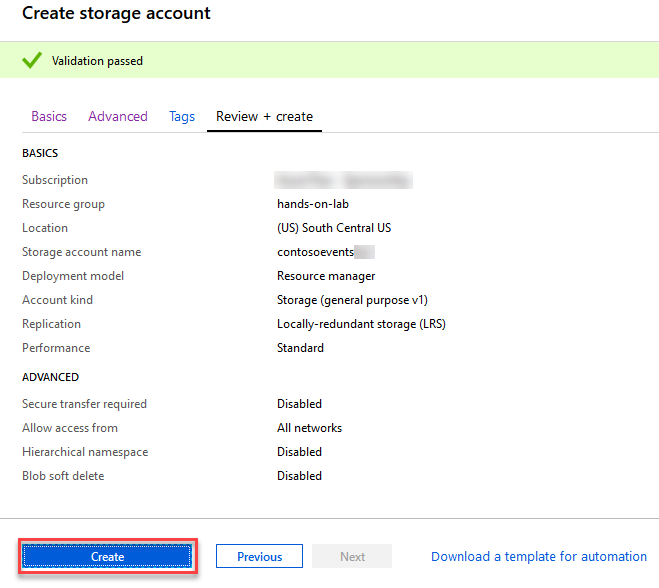 Create storage account
Validation passed
Basics Advanced Tags Review + create
BASICS
Subscription
Resource group hands-on-lab
Location (US) South Central US
Storage account name contosoevents
Deployment model Resource manager
Account kind Storage (general purpose v1)
Replication Locally-redundant storage (LRS)
Performance Standard
ADVANCED
Secure transfer required Disabled
Allow access from All networks
Hierarchical namespace Disabled
Blob soft delete Disabled
Create Previous Next Download a template for automation